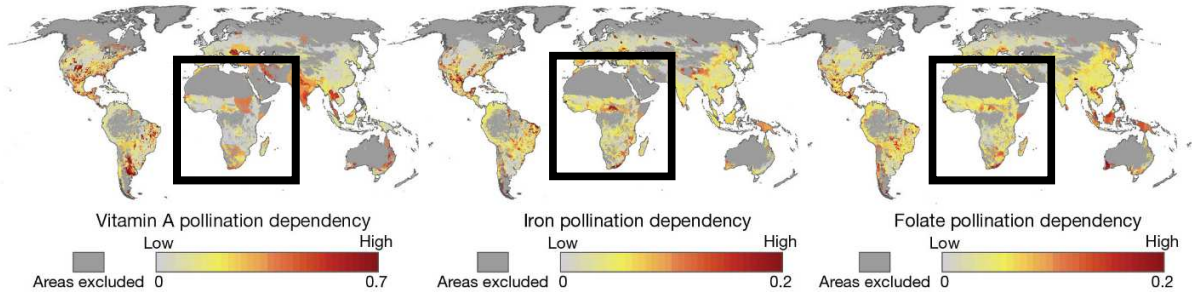 Vitamin A pollination dependency
Low High
Areas excluded 0 0.7
Iron pollination dependency
Low High
Areas excluded 0 0.2
Folate pollination dependency
Low High
Areas excluded 0 0.2